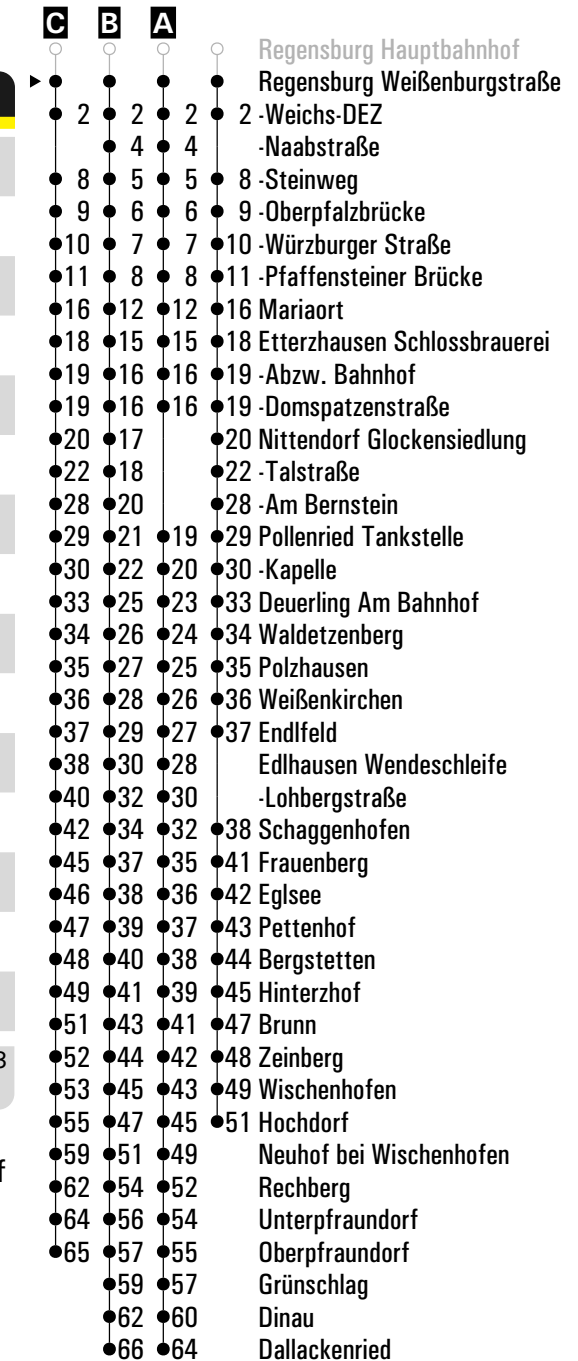 C B A
Regensburg Hauptbahnhof
Regensburg Weißenburgstraße
2 2 2 2 -Weichs-DEZ
4 4 -Naabstraße
8 5 5 8 -Steinweg
9 6 6 9 -Oberpfalzbrücke
10 7 7 10 -Würzburger Straße
11 8 8 11 -Pfaffensteiner Brücke
16 12 12 16 Mariaort
18 15 15 18 Etterzhausen Schlossbrauerei
19 16 16 19 -Abzw. Bahnhof
19 16 16 19 -Domspatzenstraße
20 17 20 Nittendorf Glockensiedlung
22 18 22 -Talstraße
28 20 28 -Am Bernstein
29 21 19 29 Pollenried Tankstelle
30 22 20 30 -Kapelle
33 25 23 33 Deuerling Am Bahnhof
34 26 24 34 Waldetzenberg
35 27 25 35 Polzhausen
36 28 26 36 Weißenkirchen
37 29 27 37 Endlfeld
38 30 28 Edlhausen Wendeschleife
40 32 30 -Lohbergstraße
42 34 32 38 Schaggenhofen
45 37 35 41 Frauenberg
46 38 36 42 Eglsee
47 39 37 43 Pettenhof
48 40 38 44 Bergstetten
49 41 39 45 Hinterzhof
51 43 41 47 Brunn
3 52 44 42 48 Zeinberg
53 45 43 49 Wischenhofen
55 47 45 51 Hochdorf
f 59 51 49 Neuhof bei Wischenhofen
62 54 52 Rechberg
64 56 54 Unterpfraundorf
65 57 55 Oberpfraundorf
59 57 Grünschlag
62 60 Dinau
66 64 Dallackenried